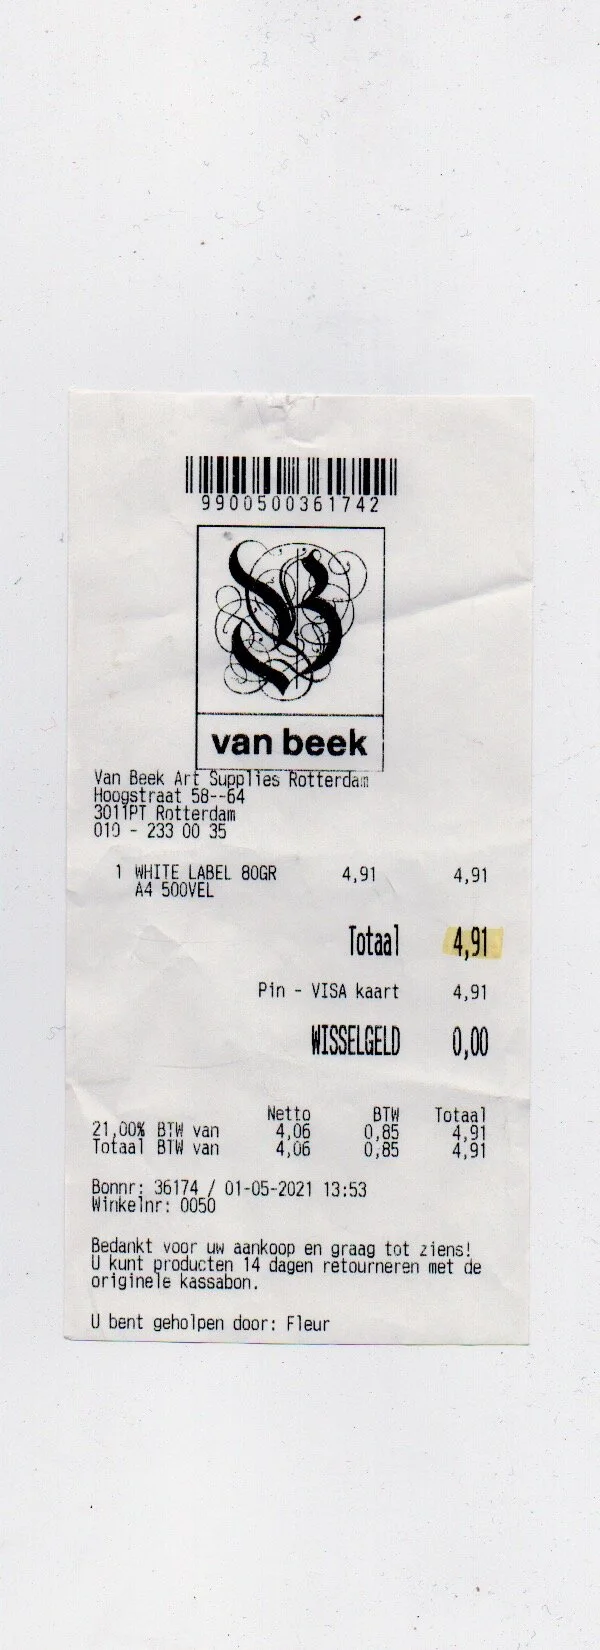 9900500361742
van beek
Van Beek Art Supplies Rotterdam
Hoogstraat 58--64
3011PT Rotterdam
010 - 233 00 35
1 WHITE LABEL 80GR 4,91 4,91
A4 500VEL
Totaal 4,91
Pin - VISA kaart 4,91
WISSELGELD 0,00
Netto BTW Totaal
21,00% BTW van 4,06 0,85 4,91
Totaal BTW van 4,06 0,85 4,91
Bonnr: 36174 / 01-05-2021 13:53
Winkelnr: 0050
Bedankt voor uw aankoop en graag tot ziens!
U kunt producten 14 dagen retourneren met de
originele kassabon.
U bent geholpen door: Fleur